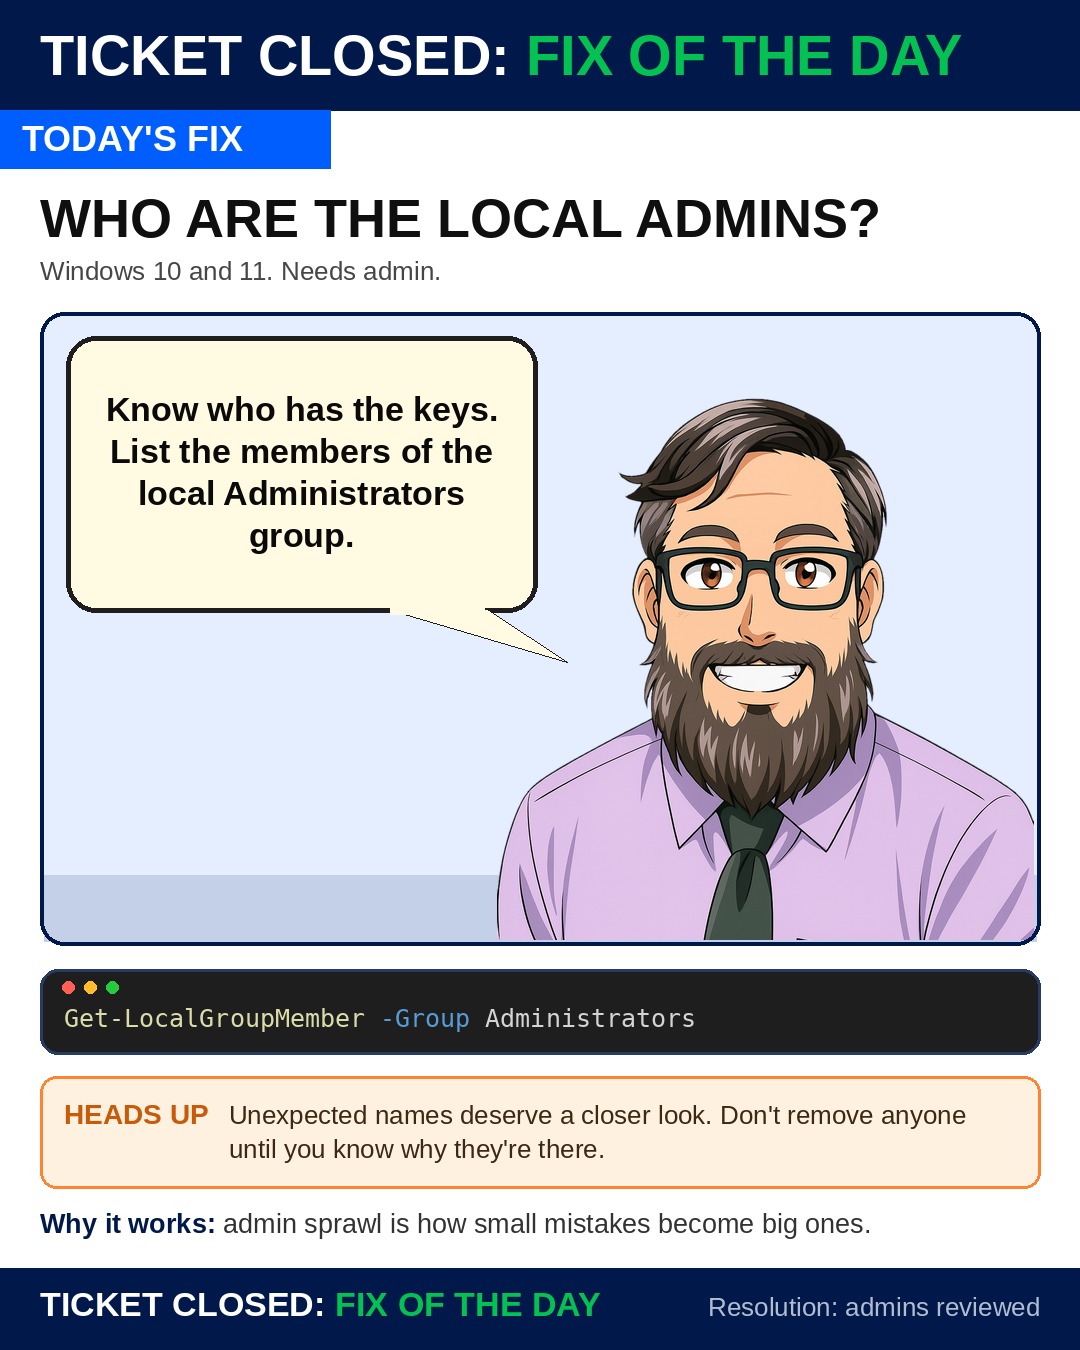 TICKET CLOSED: FIX OF THE DAY
TODAY'S FIX
WHO ARE THE LOCAL ADMINS?
Windows 10 and 11. Needs admin.
Know who has the keys.
List the members of the
local Administrators
group.
Get-LocalGroupMember -Group Administrators
HEADS UP Unexpected names deserve a closer look. Don't remove anyone
until you know why they're there.
Why it works: admin sprawl is how small mistakes become big ones.
TICKET CLOSED: FIX OF THE DAY Resolution: admins reviewed